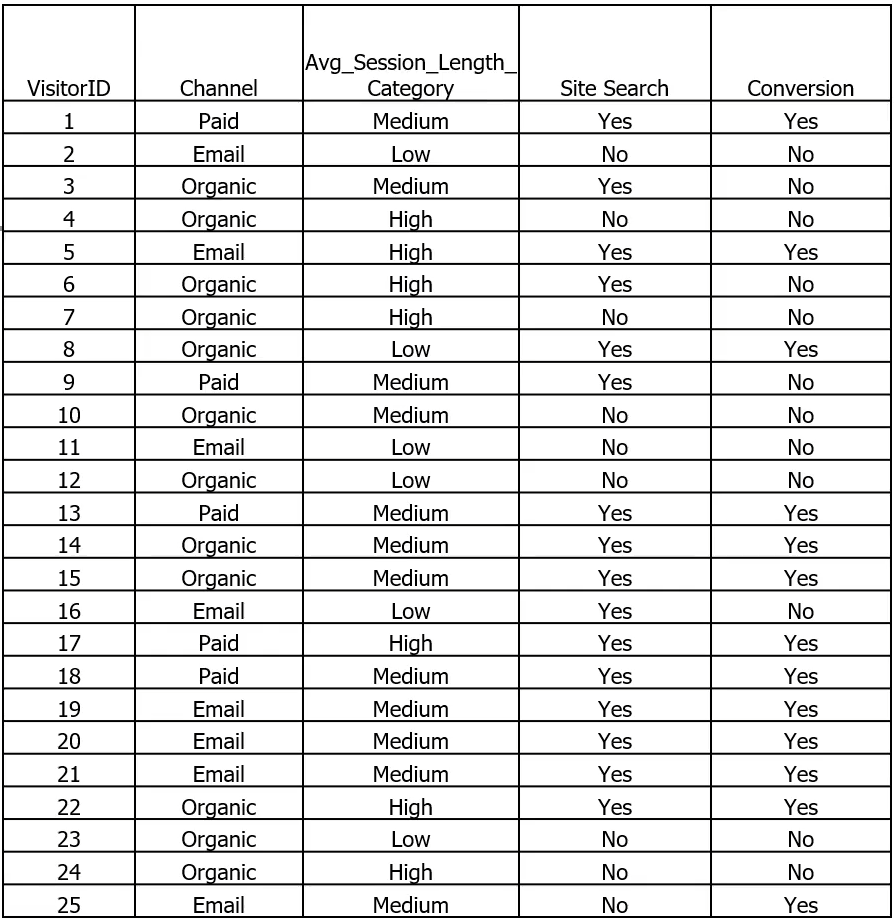 VisitorID Channel Avg_Session_Length_ Category Site Search Conversion
1 Paid Medium Yes Yes
2 Email Low No No
3 Organic Medium Yes No
4 Organic High No No
5 Email High Yes Yes
6 Organic High Yes No
7 Organic High No No
8 Organic Low Yes Yes
9 Paid Medium Yes No
10 Organic Medium No No
11 Email Low No No
12 Organic Low No No
13 Paid Medium Yes Yes
14 Organic Medium Yes Yes
15 Organic Medium Yes Yes
16 Email Low Yes No
17 Paid High Yes Yes
18 Paid Medium Yes Yes
19 Email Medium Yes Yes
20 Email Medium Yes Yes
21 Email Medium Yes Yes
22 Organic High Yes Yes
23 Organic Low No No
24 Organic High No No
25 Email Medium No Yes